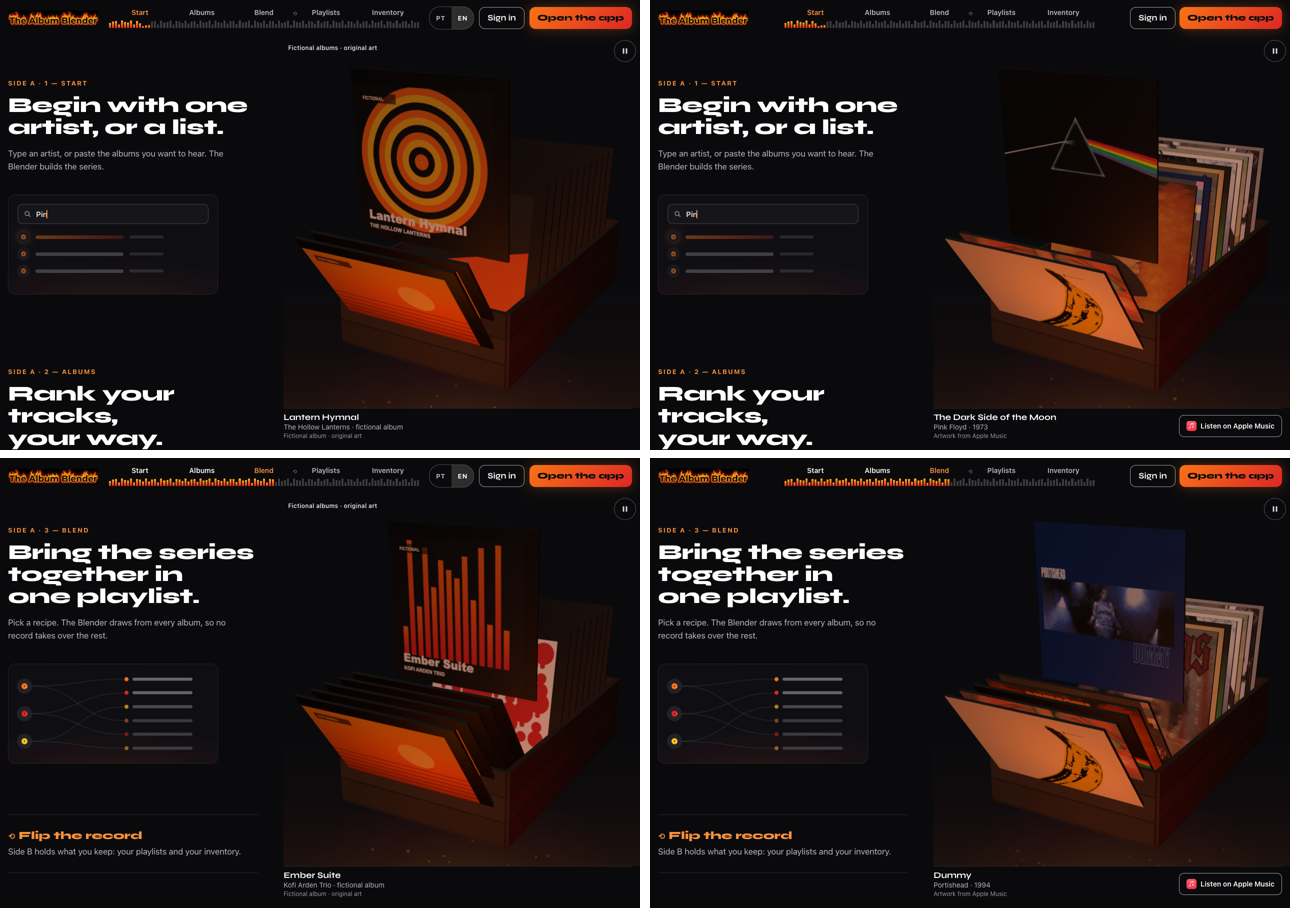 The Album Blender
Start
Albums
Blend
Playlists
Inventory
PT
EN
Sign in
Open the app
Fictional albums · original art
SIDE A · 1 — START
Begin with one
artist, or a list.
Type an artist, or paste the albums you want to hear. The
Blender builds the series.
Pin
SIDE A · 2 — ALBUMS
Rank your
tracks,
your way.
FICTIONAL
Lantern Hymnal
THE HOLLOW LANTERNS
Lantern Hymnal
The Hollow Lanterns · fictional album
Fictional album · original art
The Album Blender
Start
Albums
Blend
Playlists
Inventory
Sign in
Open the app
SIDE A · 1 — START
Begin with one
artist, or a list.
Type an artist, or paste the albums you want to hear. The
Blender builds the series.
Pin
SIDE A · 2 — ALBUMS
Rank your
tracks,
your way.
The Dark Side of the Moon
Pink Floyd · 1973
Artwork from Apple Music
Listen on Apple Music
The Album Blender
Start
Albums
Blend
Playlists
Inventory
PT
EN
Sign in
Open the app
Fictional albums · original art
SIDE A · 3 — BLEND
Bring the series
together in
one playlist.
Pick a recipe. The Blender draws from every album, so no
record takes over the rest.
Flip the record
Side B holds what you keep: your playlists and your inventory.
FICTIONAL
Ember Suite
KOFI ARDEN TRIO
Ember Suite
Kofi Arden Trio · fictional album
Fictional album · original art
The Album Blender
Start
Albums
Blend
Playlists
Inventory
Sign in
Open the app
SIDE A · 3 — BLEND
Bring the series
together in
one playlist.
Pick a recipe. The Blender draws from every album, so no
record takes over the rest.
Flip the record
Side B holds what you keep: your playlists and your inventory.
PORTISHEAD
DUMMY
Dummy
Portishead · 1994
Artwork from Apple Music
Listen on Apple Music